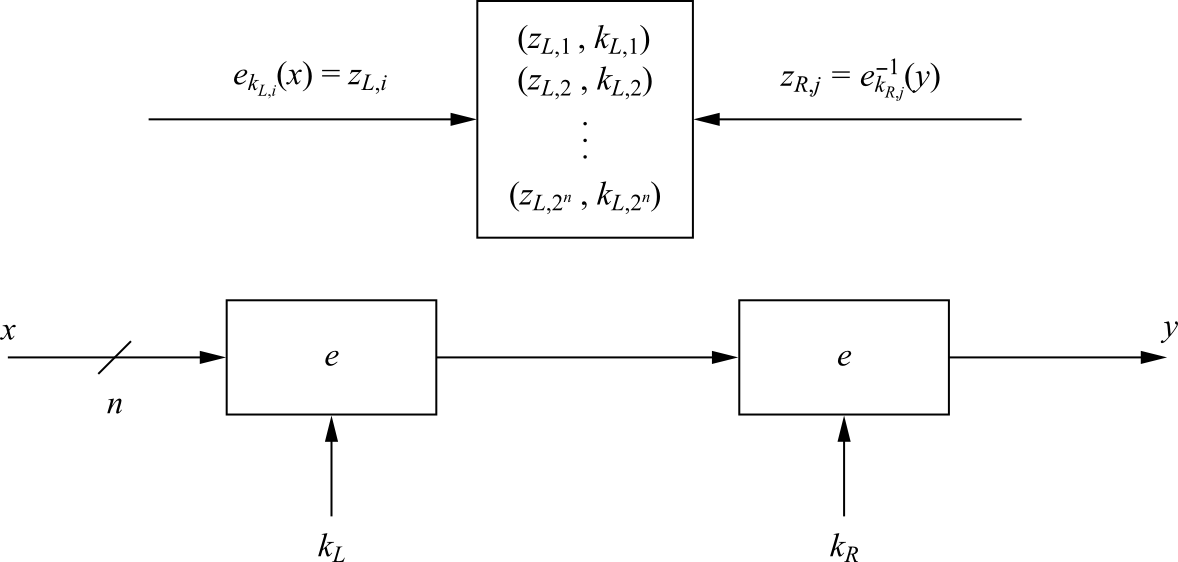 (z_{L,1} , k_{L,1})
e_{k_{L,i}}(x) = z_{L,i}
(z_{L,2} , k_{L,2})
z_{R,j} = e^{-1}_{k_{R,j}}(y)
⋮
(z_{L,2^n} , k_{L,2^n})
x
e
e
y
n
k_L
k_R